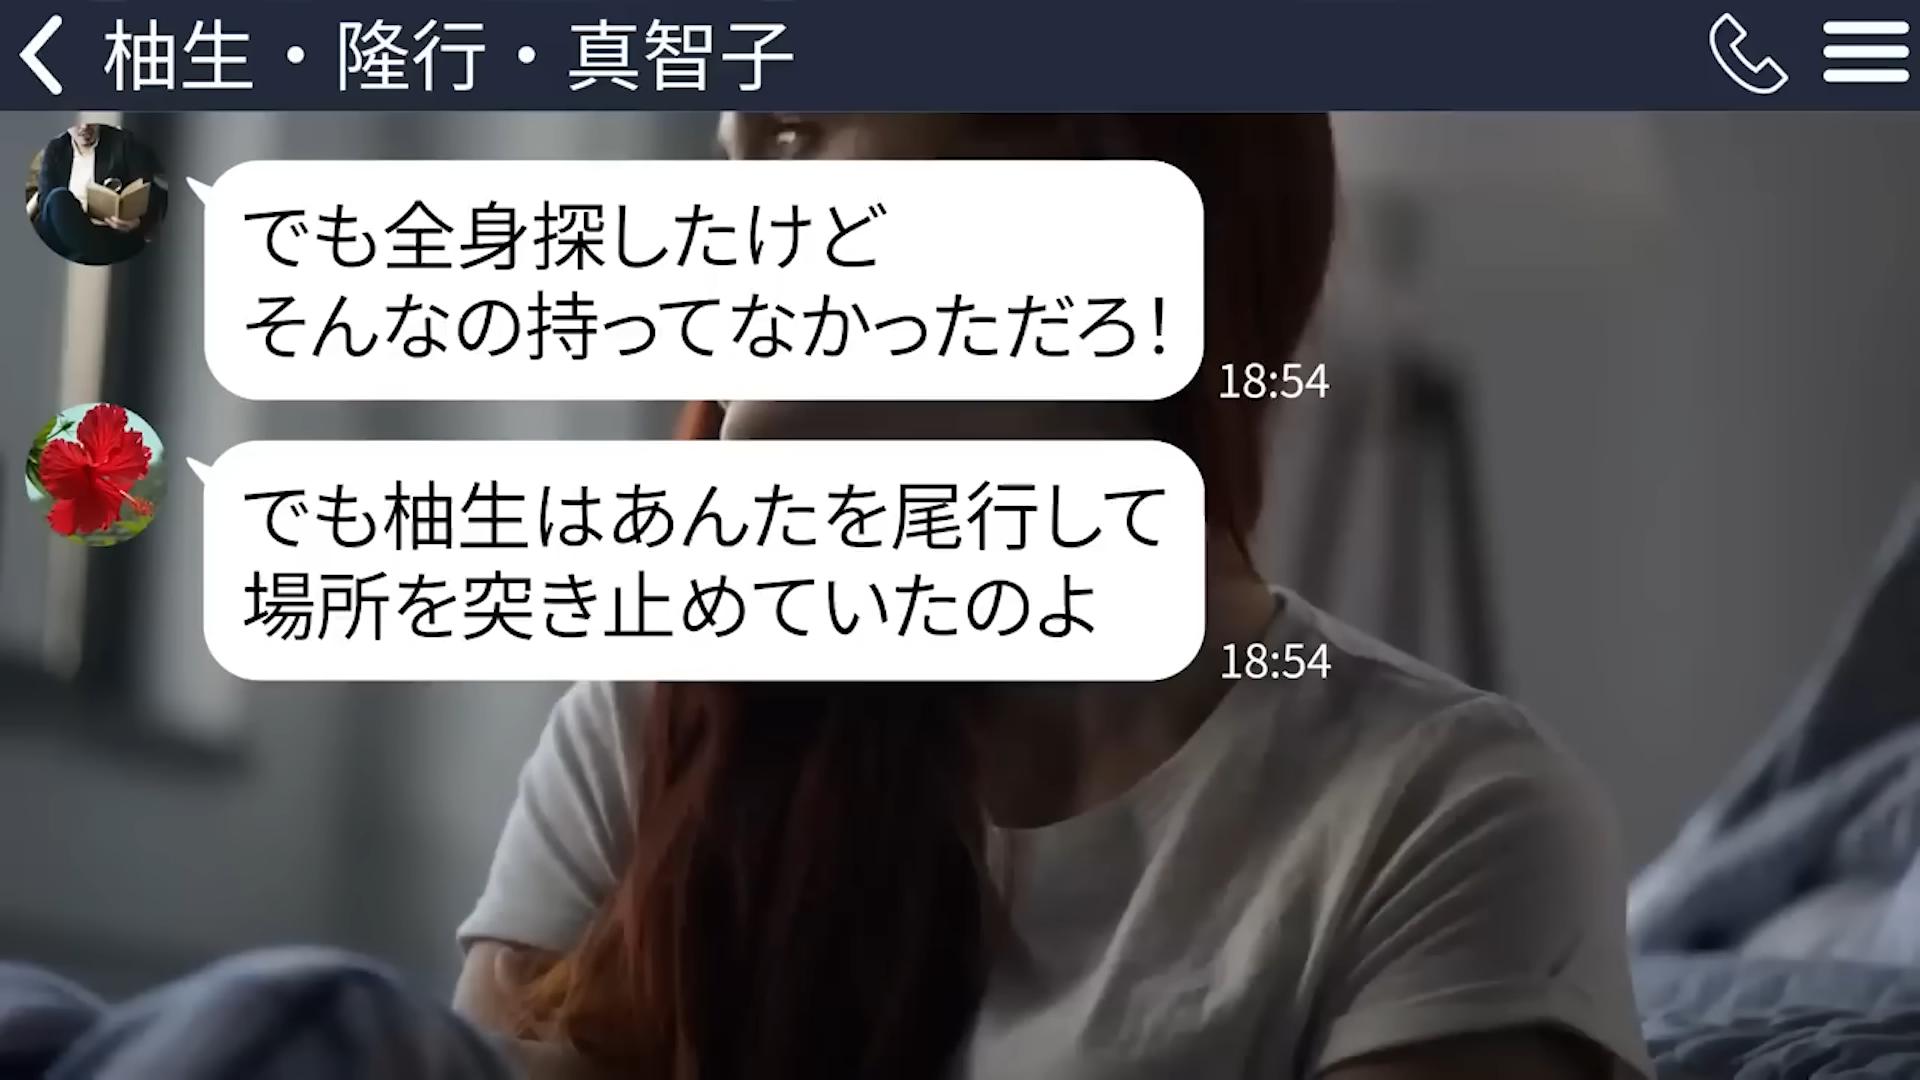 柚生・隆行・真智子
でも全身探したけど
そんなの持ってなかっただろ！
18:54
でも柚生はあんたを尾行して
場所を突き止めていたのよ
18:54